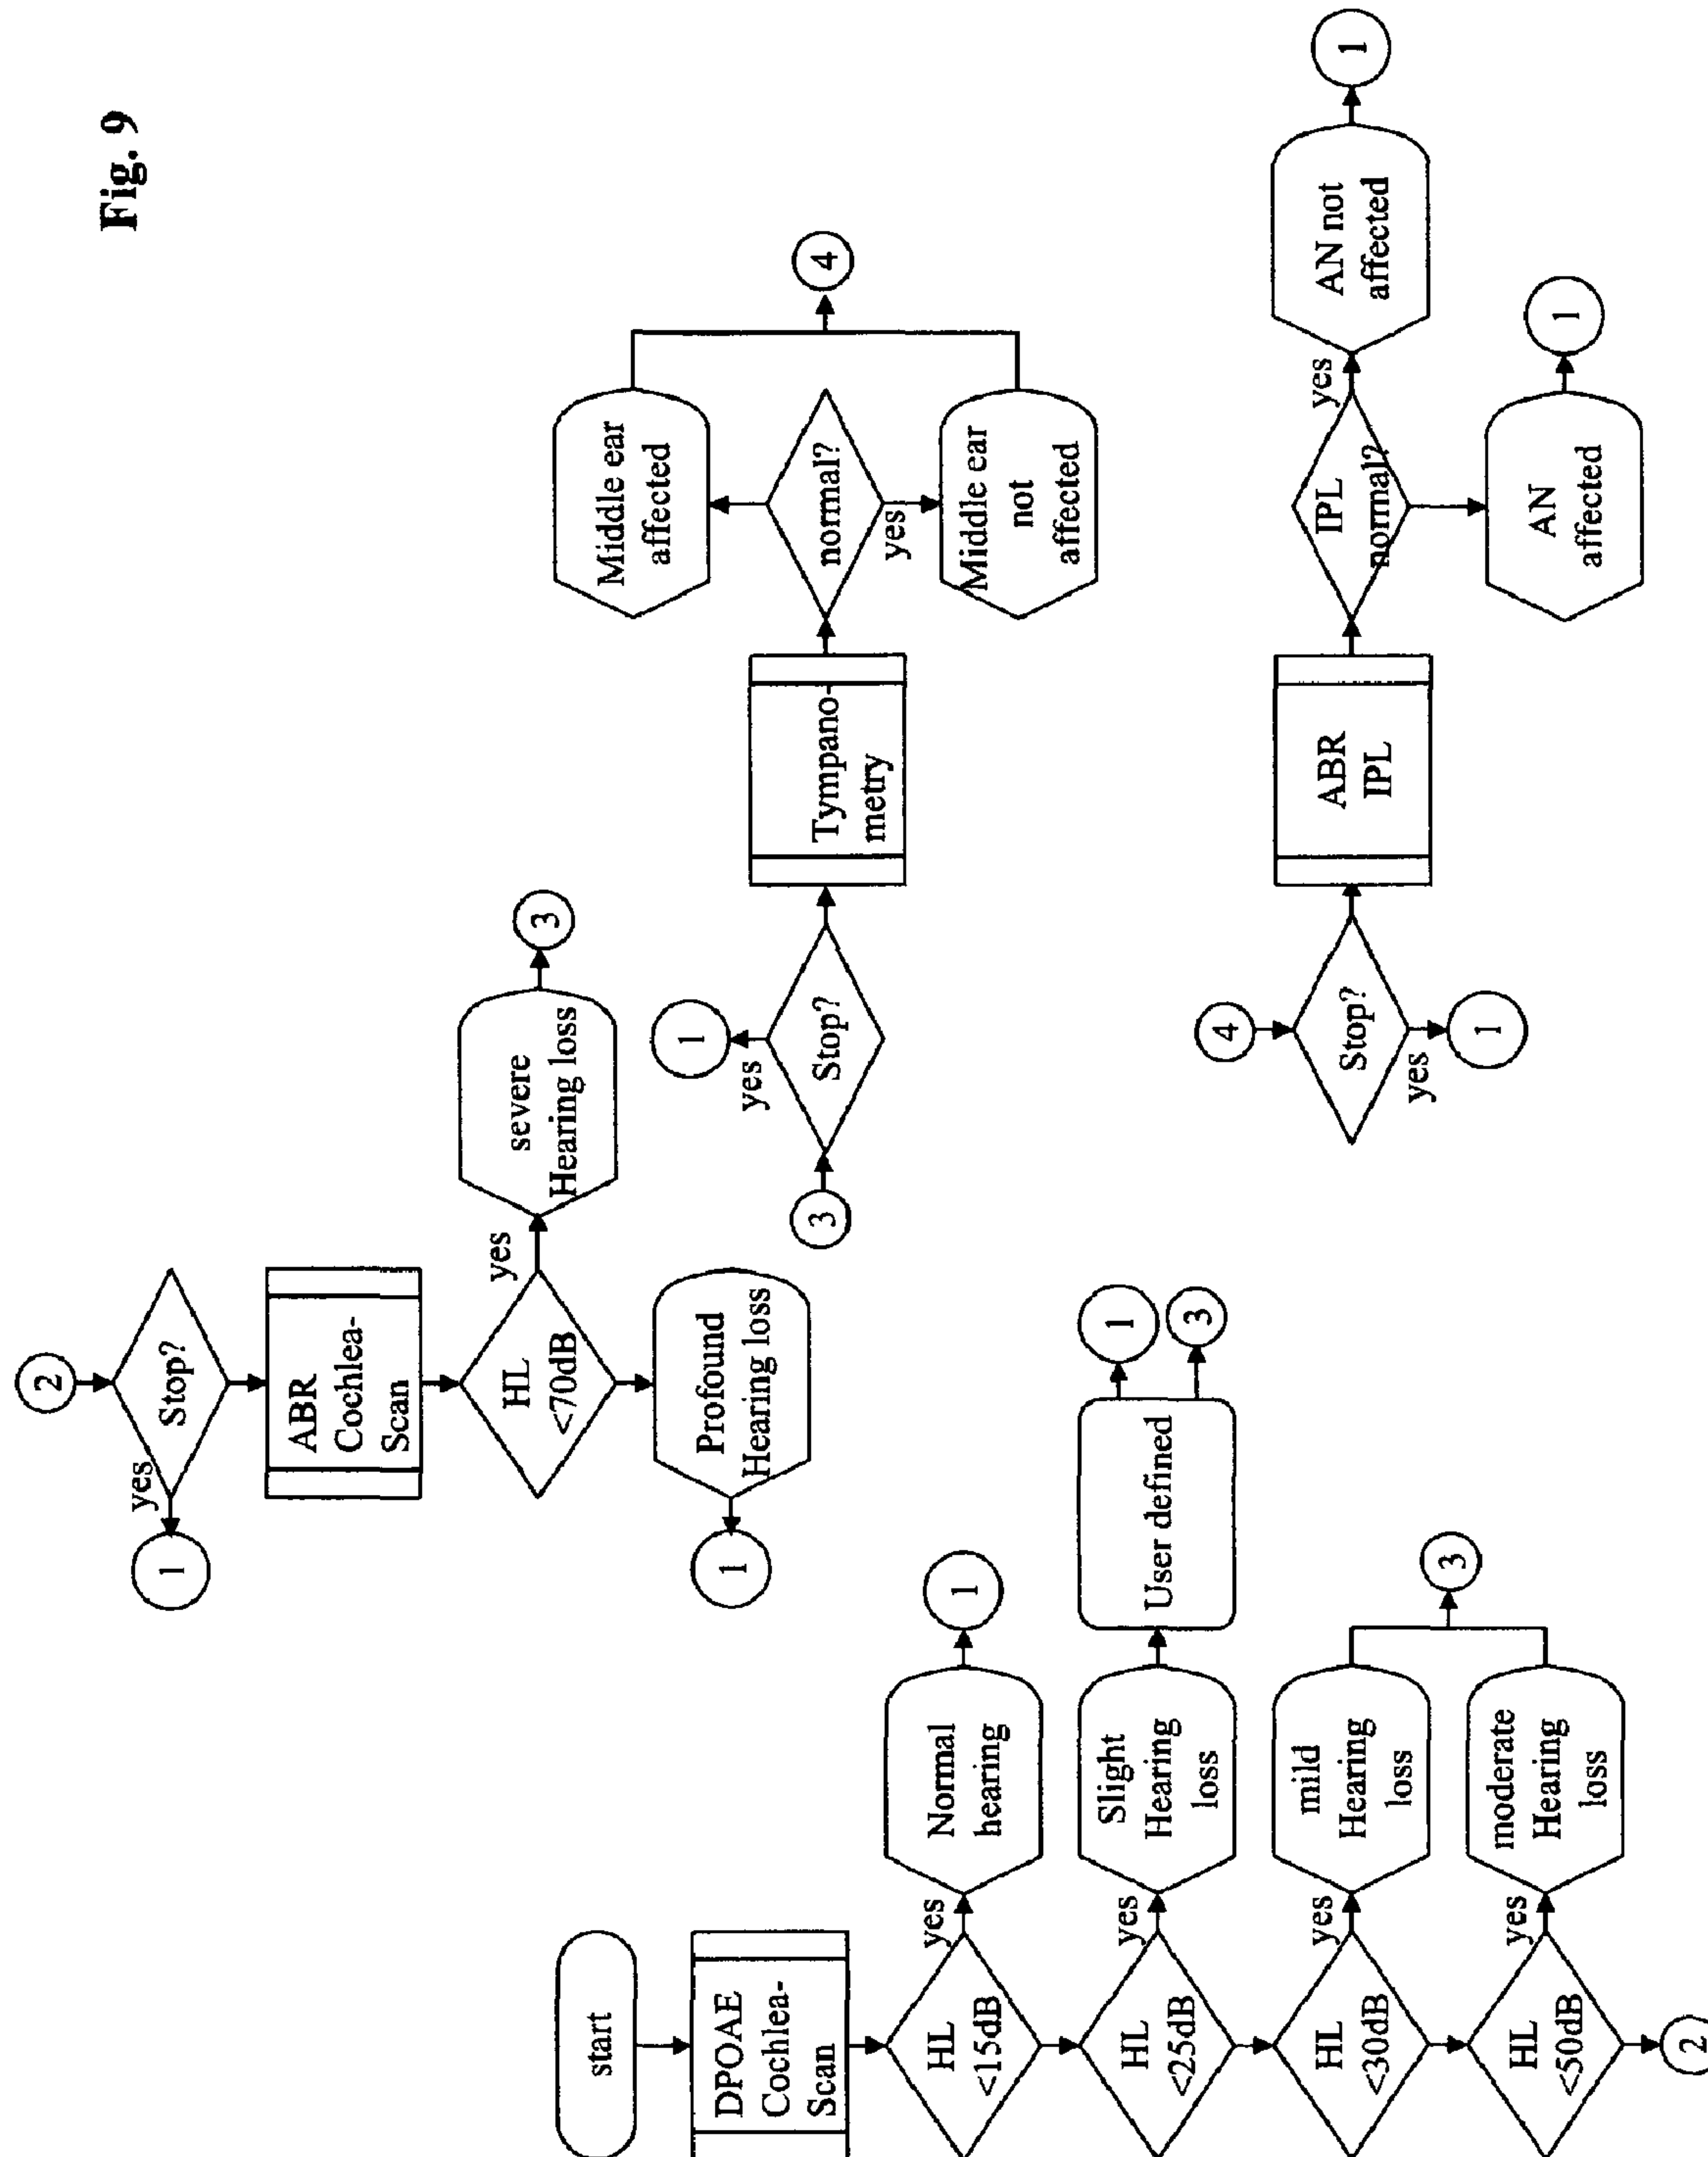 Fig. 9
start
DPOAE
Cochlea-
Scan
HL
<15dB
yes
Normal
hearing
1
HL
<25dB
yes
Slight
Hearing
loss
User defined
1
3
HL
<30dB
yes
mild
Hearing
loss
HL
<50dB
yes
moderate
Hearing
loss
3
2
2
Stop?
yes
1
ABR
Cochlea-
Scan
HL
<70dB
yes
severe
Hearing loss
3
Profound
Hearing loss
1
3
Stop?
yes
1
Tympano-
metry
normal?
Middle ear
affected
yes
Middle ear
not
affected
4
4
Stop?
yes
1
ABR
IPL
IPL
normal?
yes
AN not
affected
1
AN
affected
1